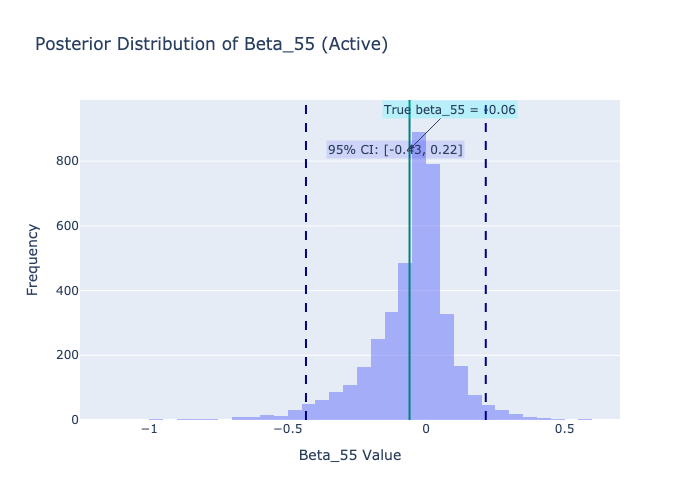 Posterior Distribution of Beta_55 (Active)
True beta_55 = -0.06
95% CI: [-0.43, 0.22]
Frequency
800
600
400
200
0
−1
−0.5
0
0.5
Beta_55 Value